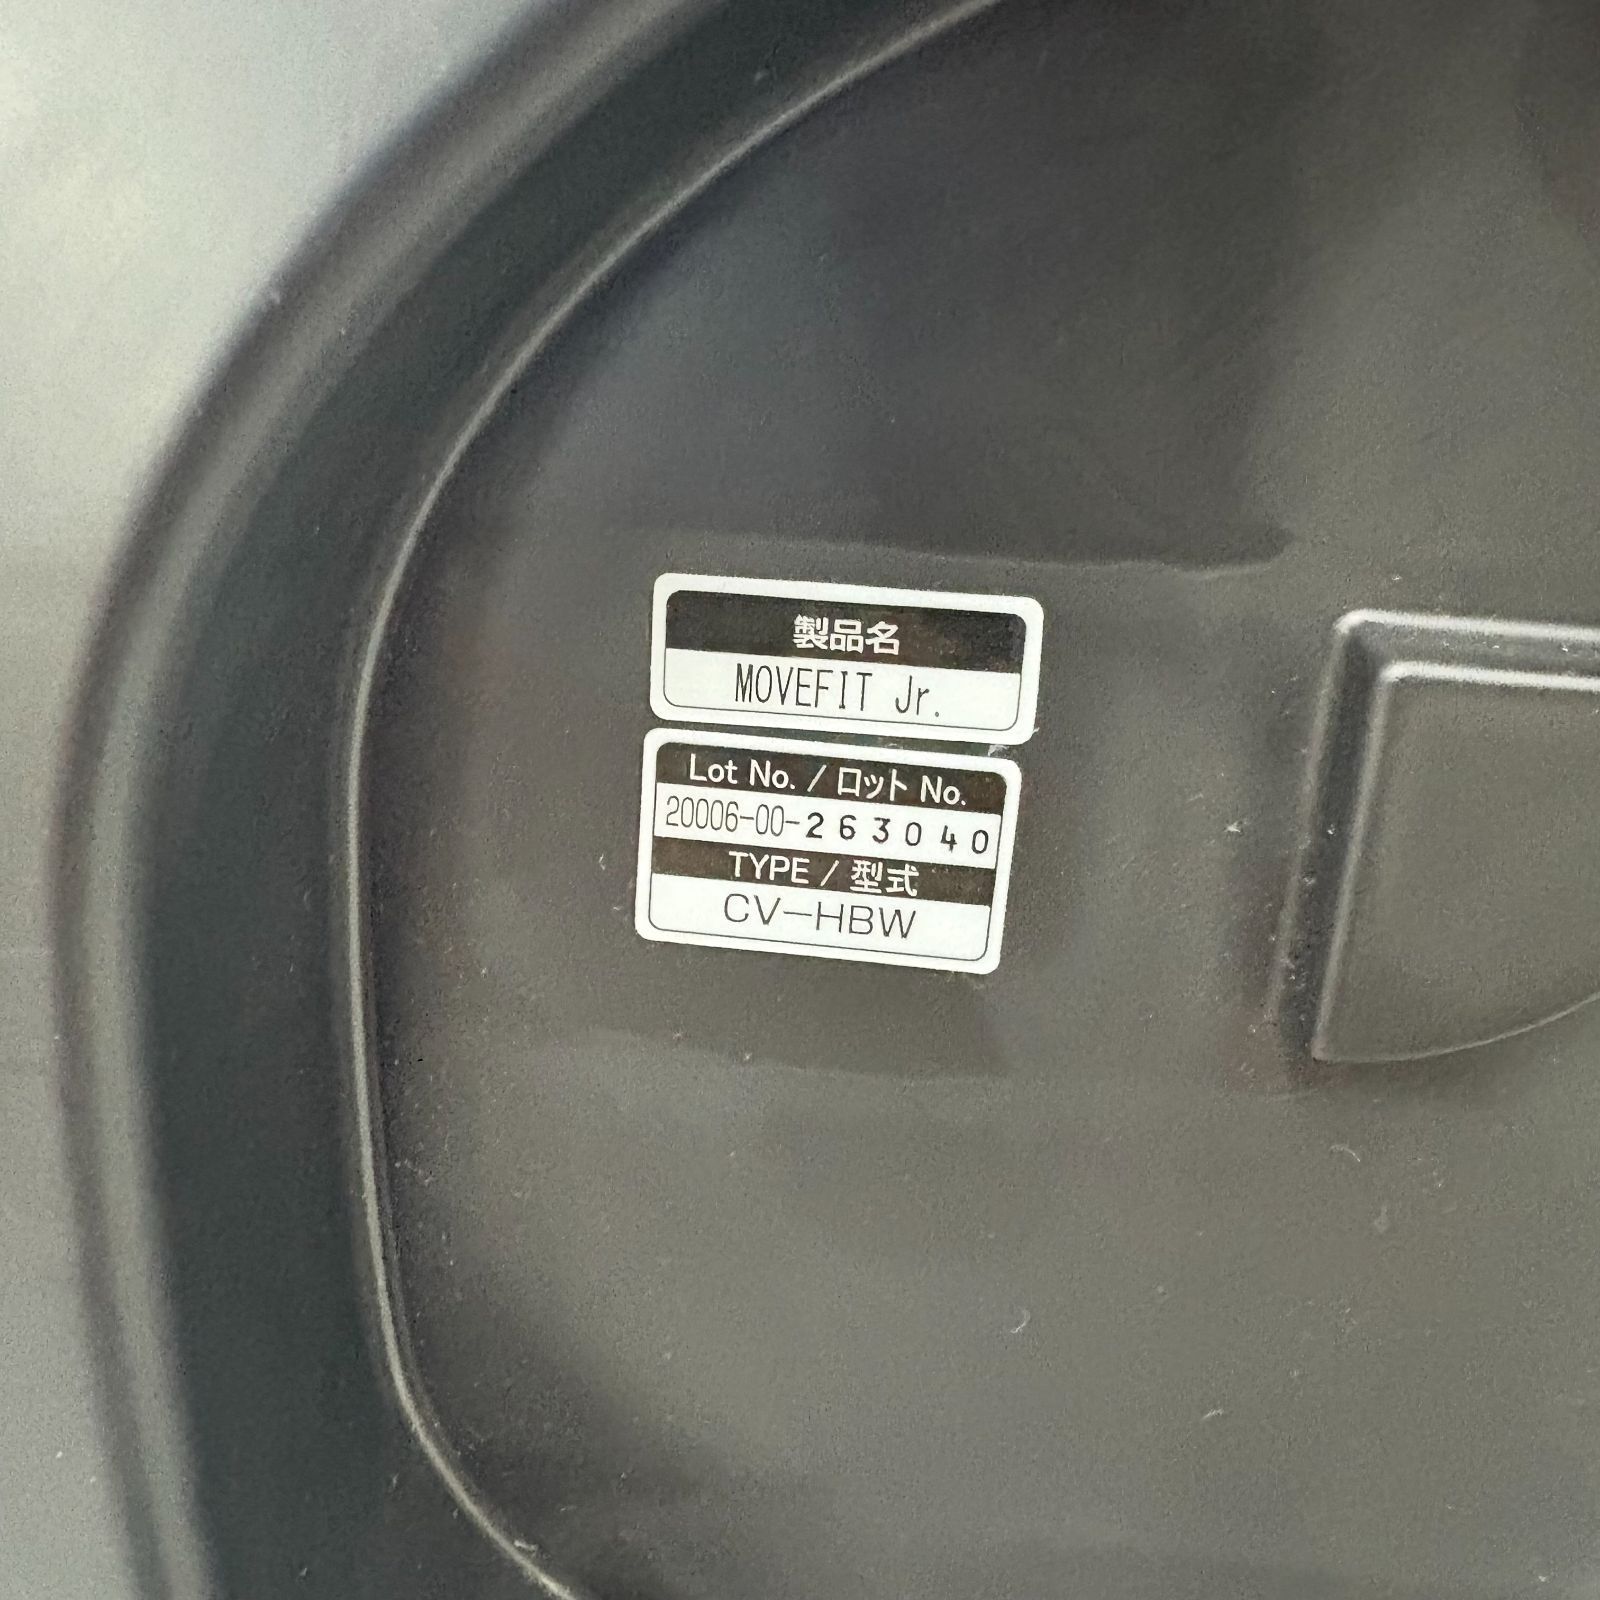 製品名
MOVEFIT Jr.
Lot No. / ロット No.
20006-00-263040
TYPE / 型式
CV-HBW